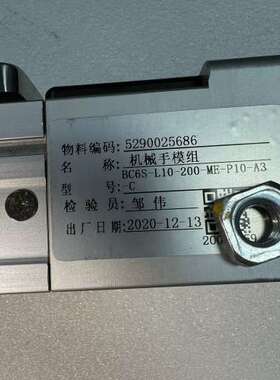 物料编码: 5290025686
名　　称: 机械手模组
BC6S-L10-200-ME-P10-A3
型　　号: -C
检 验 员: 邹伟
出厂日期: 2020-12-13